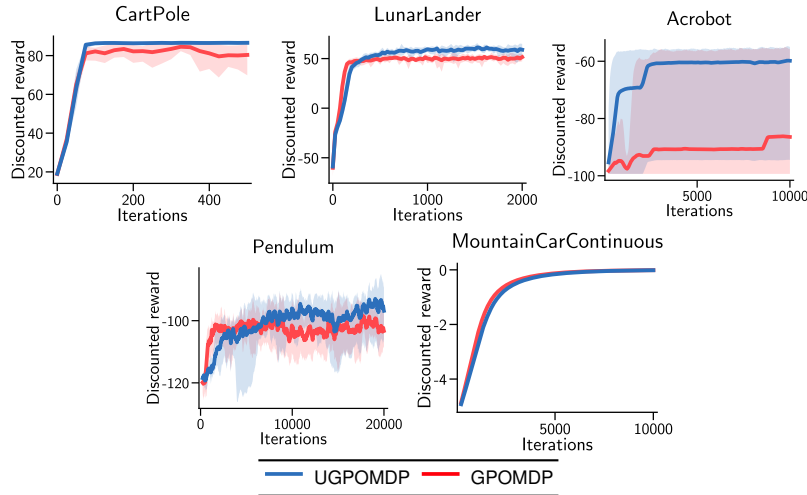 CartPole
Discounted reward
80
60
40
20
0 200 400
Iterations
LunarLander
Discounted reward
50
0
-50
0 1000 2000
Iterations
Acrobot
Discounted reward
-60
-80
-100
5000 10000
Iterations
Pendulum
Discounted reward
-100
-120
0 10000 20000
Iterations
MountainCarContinuous
Discounted reward
0
-2
-4
5000 10000
Iterations
UGPOMDP GPOMDP